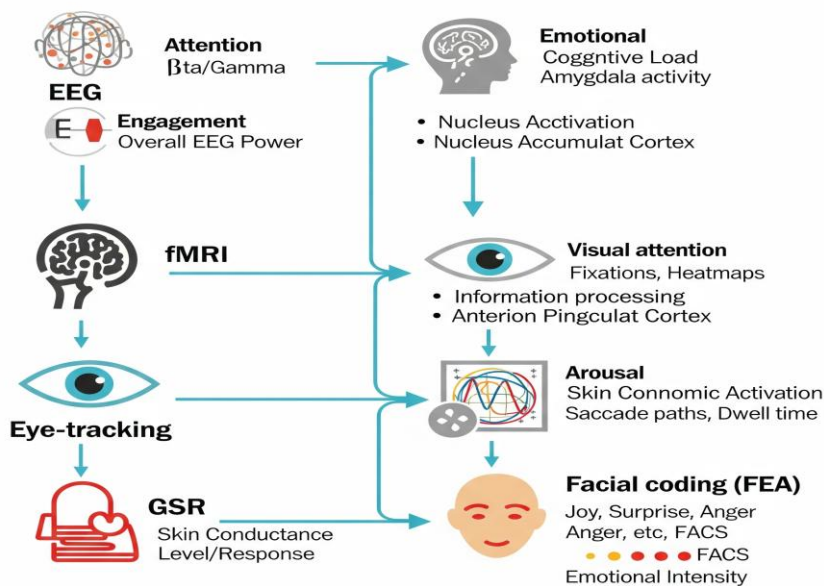 Attention
βta/Gamma
EEG
E
Engagement
Overall EEG Power
Emotional
Coggntive Load
Amygdala activity
• Nucleus Acctivation
• Nucleus Accumulat Cortex
fMRI
Visual attention
Fixations, Heatmaps
• Information processing
• Anterion Pingculat Cortex
Eye-tracking
Arousal
Skin Connomic Activation
Saccade paths, Dwell time
GSR
Skin Conductance
Level/Response
Facial coding (FEA)
Joy, Surprise, Anger
Anger, etc, FACS
FACS
Emotional Intensity